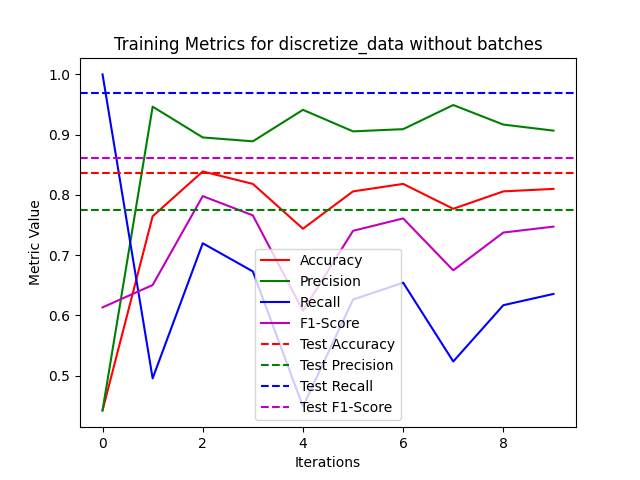 Training Metrics for discretize_data without batches
1.0
0.9
0.8
0.7
0.6
0.5
Metric Value
Accuracy
Precision
Recall
F1-Score
Test Accuracy
Test Precision
Test Recall
Test F1-Score
0 2 4 6 8
Iterations